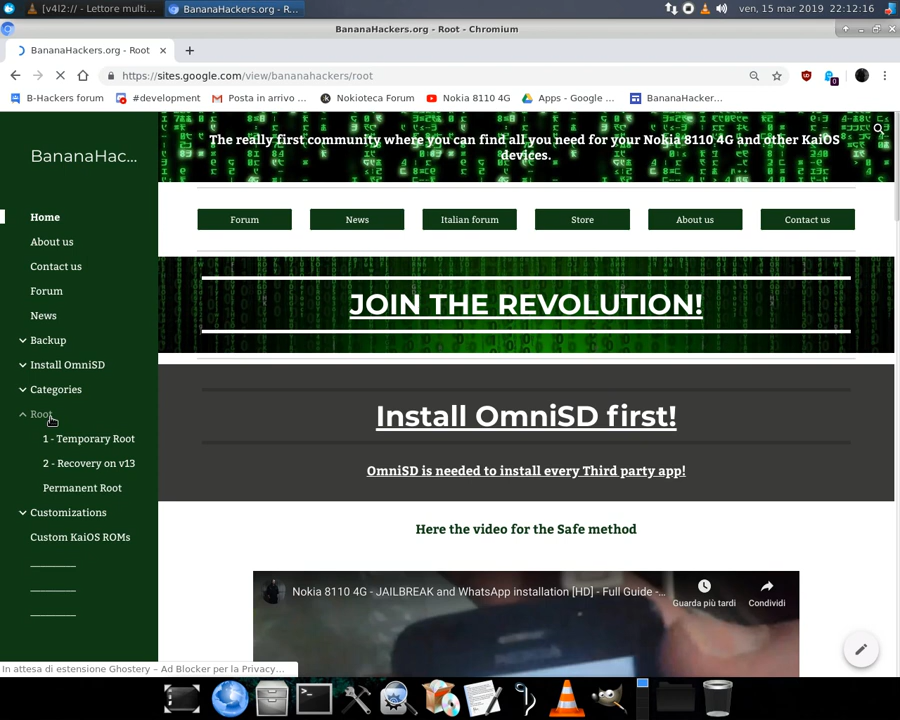 [v4l2:// - Lettore multi...
BananaHackers.org - R...
ven, 15 mar 2019 22:12:16
BananaHackers.org - Root - Chromium
BananaHackers.org - Root
https://sites.google.com/view/bananahackers/root
B-Hackers forum
#development
Posta in arrivo ...
Nokioteca Forum
Nokia 8110 4G
Apps - Google ...
BananaHacker...
BananaHac...
Home
About us
Contact us
Forum
News
Backup
Install OmniSD
Categories
Root
1 - Temporary Root
2 - Recovery on v13
Permanent Root
Customizations
Custom KaiOS ROMs
The really first community where you can find all you need for your Nokia 8110 4G and other KaiOS
devices.
Forum
News
Italian forum
Store
About us
Contact us
JOIN THE REVOLUTION!
Install OmniSD first!
OmniSD is needed to install every Third party app!
Here the video for the Safe method
Nokia 8110 4G - JAILBREAK and WhatsApp installation [HD] - Full Guide -...
Guarda più tardi
Condividi
In attesa di estensione Ghostery – Ad Blocker per la Privacy...